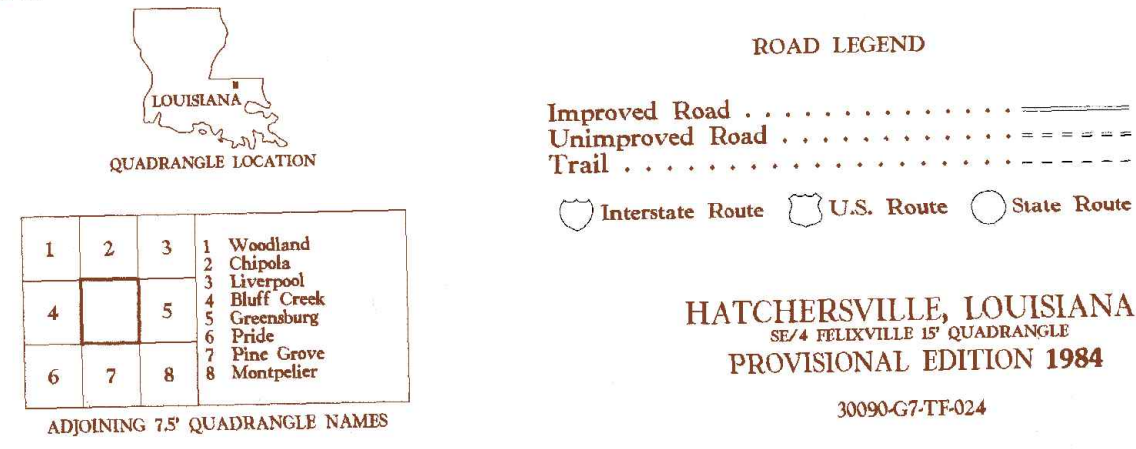 LOUISIANA
QUADRANGLE LOCATION
1 2 3
4 5
6 7 8
1 Woodland
2 Chipola
3 Liverpool
4 Bluff Creek
5 Greensburg
6 Pride
7 Pine Grove
8 Montpelier
ADJOINING 7.5' QUADRANGLE NAMES
ROAD LEGEND
Improved Road
Unimproved Road
Trail
Interstate Route U.S. Route State Route
HATCHERSVILLE, LOUISIANA
SE/4 FELIXVILLE 15' QUADRANGLE
PROVISIONAL EDITION 1984
30090-G7-TF-024